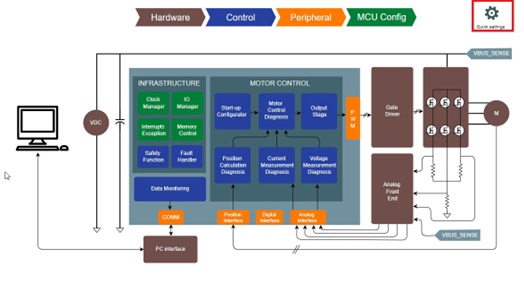 Hardware
Control
Peripheral
MCU Config
Quick settings
VBUS_SENSE
INFRASTRUCTURE
MOTOR CONTROL
Clock
Manager
IO
Manager
Interrupts
Exception
Memory
Control
Safety
Function
Fault
Handler
Data Monitoring
COMM
PC interface
VDC
Start-up
Configurator
Motor
Control
Diagnosis
Output
Stage
Position
Calculation
Diagnosis
Current
Measurement
Diagnosis
Voltage
Measurement
Diagnosis
Position
Interface
Digital
Interface
Analog
Interface
P
W
M
Gate
Driver
M
Analog
Front
End
VBUS_SENSE